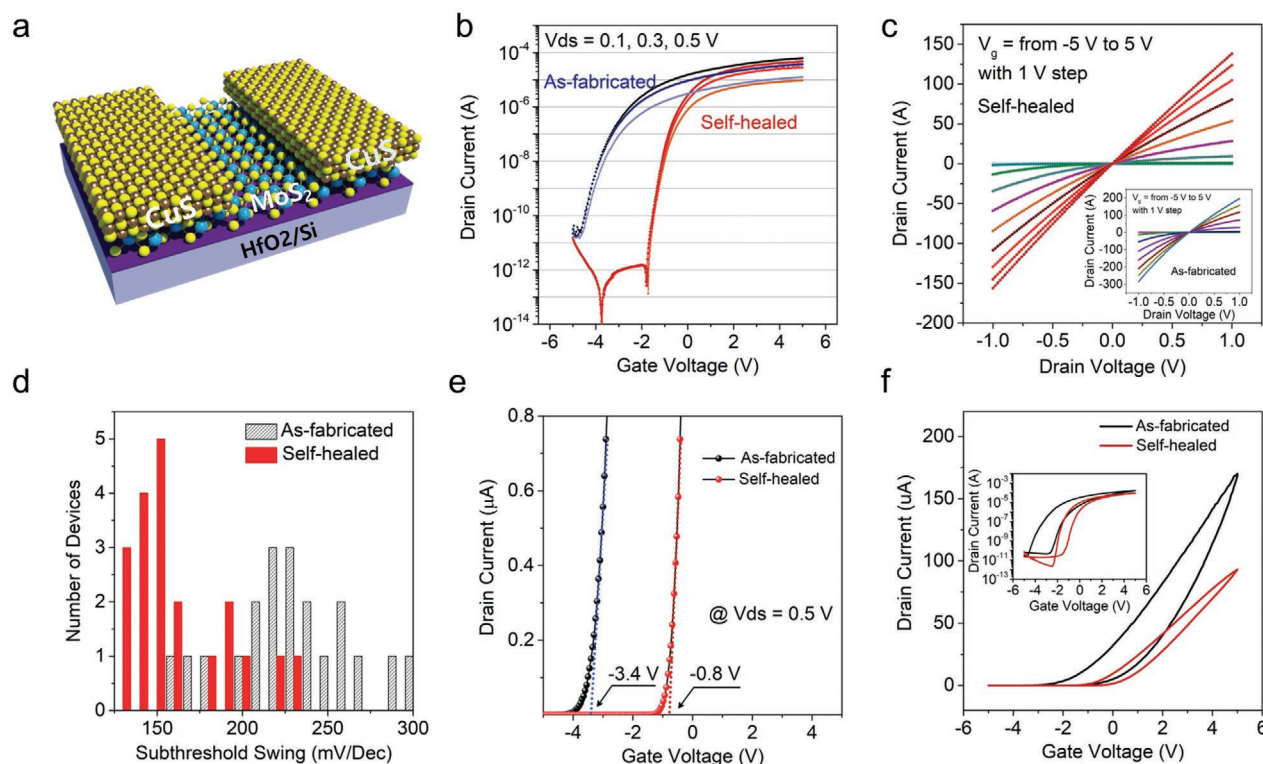 a
CuS
MoS2
CuS
HfO2/Si
b
Vds = 0.1, 0.3, 0.5 V
As-fabricated
Self-healed
10-4
10-6
10-8
10-10
10-12
10-14
Drain Current (A)
-6 -4 -2 0 2 4 6
Gate Voltage (V)
c
Vg = from -5 V to 5 V
with 1 V step
Self-healed
150
125
100
75
50
25
0
-25
-50
-75
-100
-125
-150
-175
-200
Drain Current (A)
-1.0 -0.5 0.0 0.5 1.0
Drain Voltage (V)
Vg = from -5 V to 5 V
with 1 V step
As-fabricated
200
100
0
-100
-200
-300
Drain Current (A)
-1.0 -0.5 0.0 0.5 1.0
Drain Voltage (V)
d
As-fabricated
Self-healed
5
4
3
2
1
0
Number of Devices
150 200 250 300
Subthreshold Swing (mV/Dec)
e
As-fabricated
Self-healed
@ Vds = 0.5 V
-3.4 V
-0.8 V
0.8
0.6
0.4
0.2
Drain Current (μA)
-4 -2 0 2 4
Gate Voltage (V)
f
As-fabricated
Self-healed
200
150
100
50
0
Drain Current (uA)
-6 -4 -2 0 2 4 6
Gate Voltage (V)
10-3
10-5
10-7
10-9
10-11
10-13
Drain Current (A)
-6 -4 -2 0 2 4 6
Gate Voltage (V)